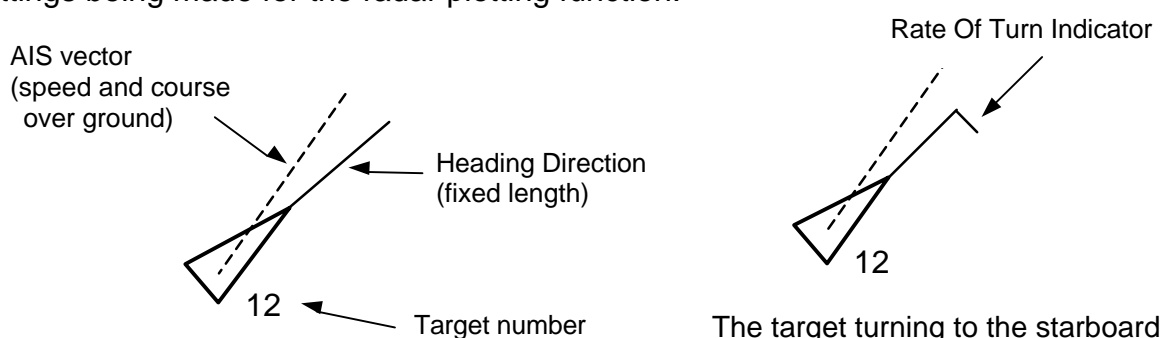 ttings being made for the radar plotting function.
Rate Of Turn Indicator
AIS vector
(speed and course
over ground)
Heading Direction
(fixed length)
12
12
Target number
The target turning to the starboard